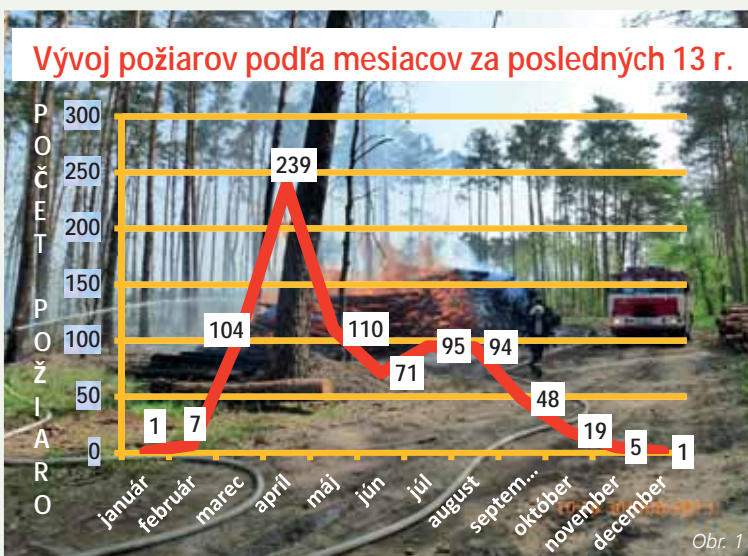 Vývoj požiarov podľa mesiacov za posledných 13 r.
POČET POŽIARO
300
250
200
150
100
50
0
1
7
104
239
110
71
95
94
48
19
5
1
január
február
marec
apríl
máj
jún
júl
august
septem...
október
november
december
Obr. 1